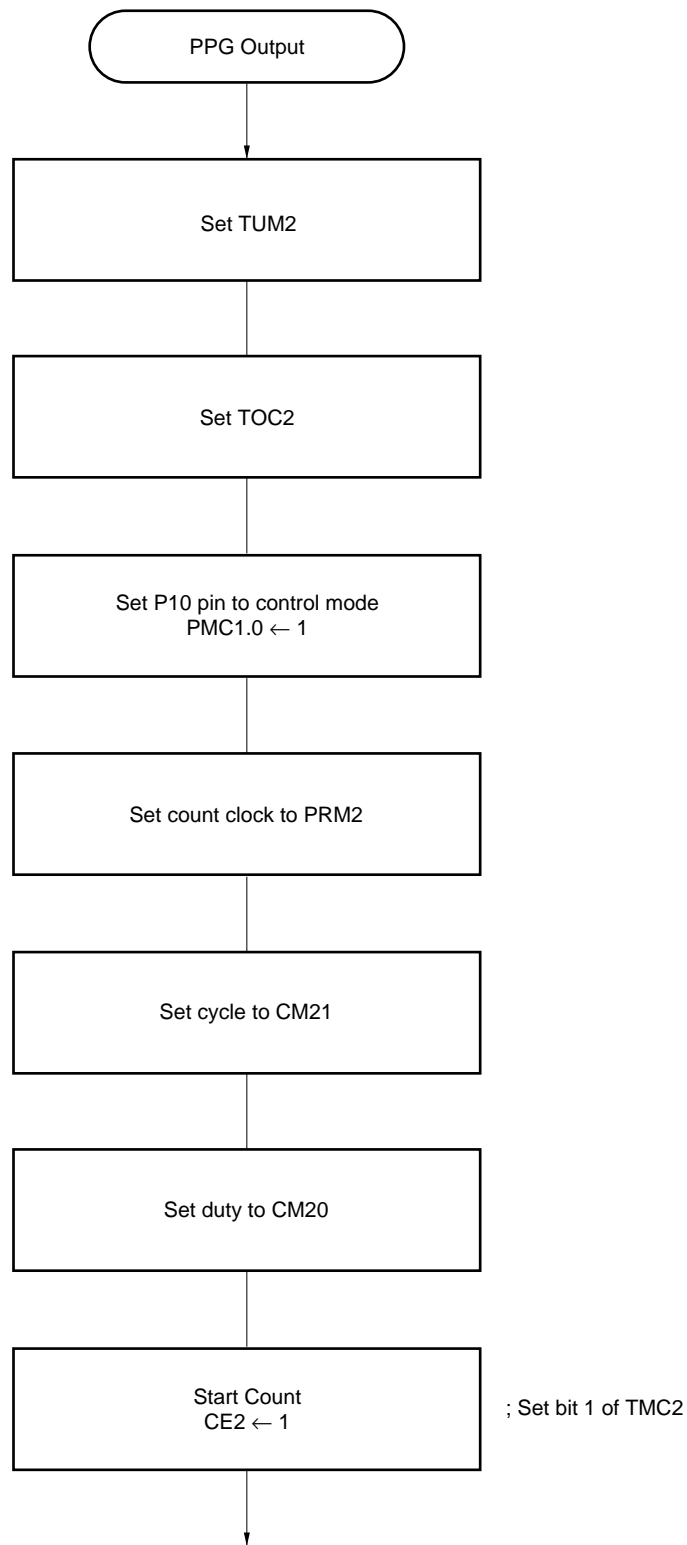 PPG Output
Set TUM2
Set TOC2
Set P10 pin to control mode
PMC1.0 ← 1
Set count clock to PRM2
Set cycle to CM21
Set duty to CM20
Start Count
CE2 ← 1
; Set bit 1 of TMC2